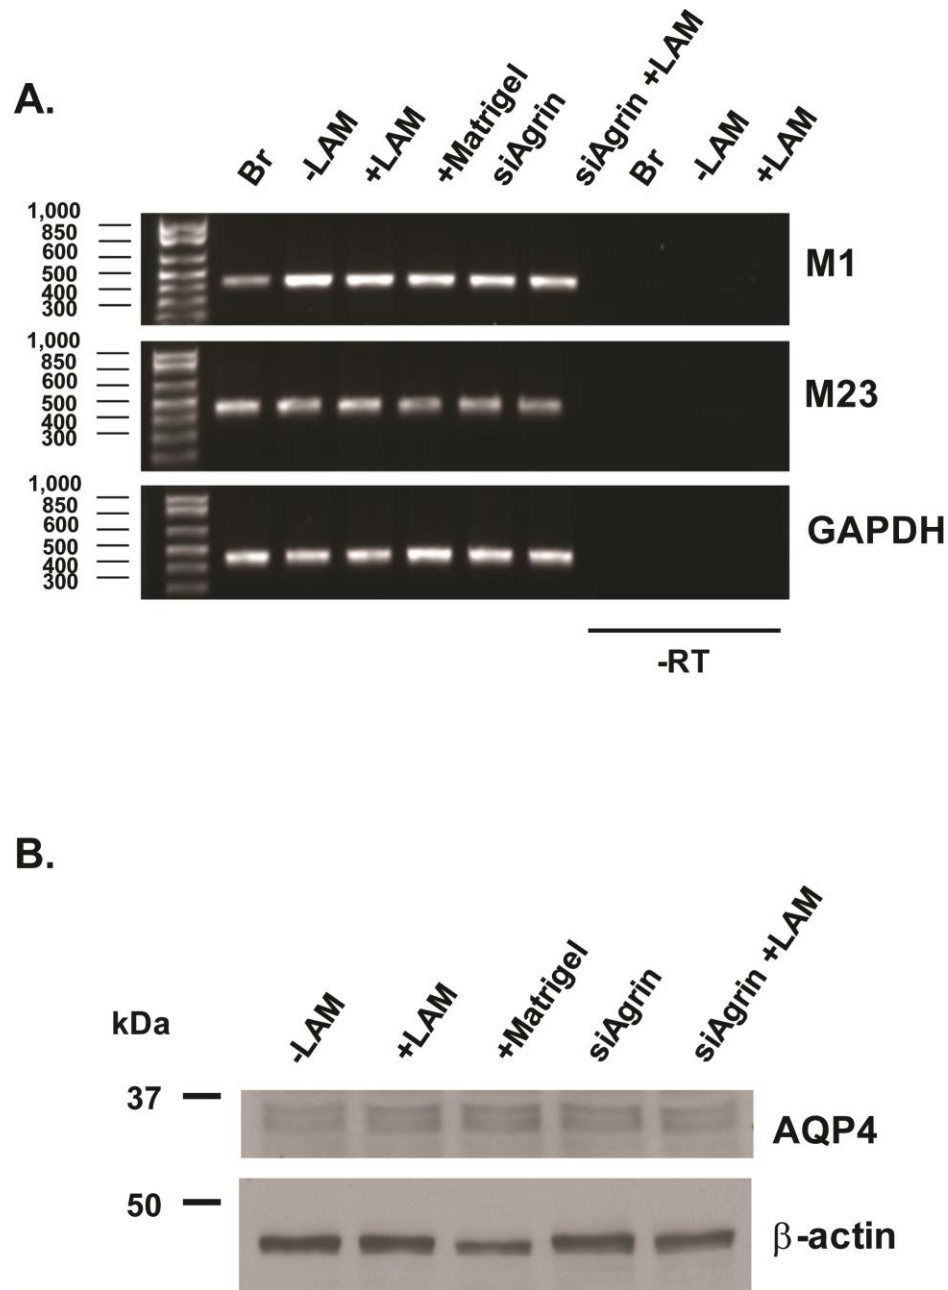 A.
Br -LAM +LAM +Matrigel siAgrin siAgrin +LAM Br -LAM +LAM
1,000
850
600
500
400
300
M1
1,000
850
600
500
400
300
M23
1,000
850
600
500
400
300
GAPDH
-RT
B.
kDa -LAM +LAM +Matrigel siAgrin siAgrin +LAM
37
AQP4
50
β-actin